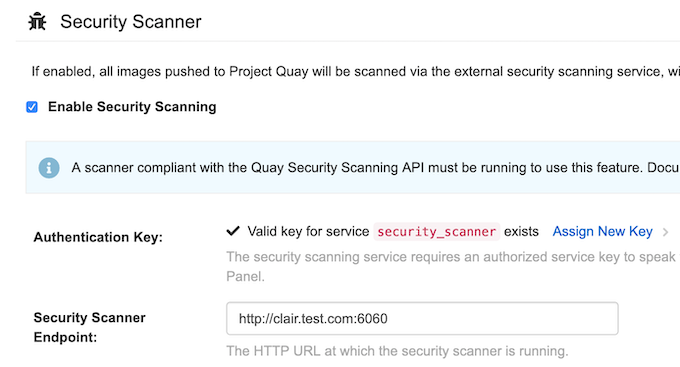 Security Scanner
If enabled, all images pushed to Project Quay will be scanned via the external security scanning service,
Enable Security Scanning
A scanner compliant with the Quay Security Scanning API must be running to use this feature.
Authentication Key:
Valid key for service security_scanner exists Assign New Key
The security scanning service requires an authorized service key to speak
Panel.
Security Scanner
Endpoint:
http://clair.test.com:6060
The HTTP URL at which the security scanner is running.